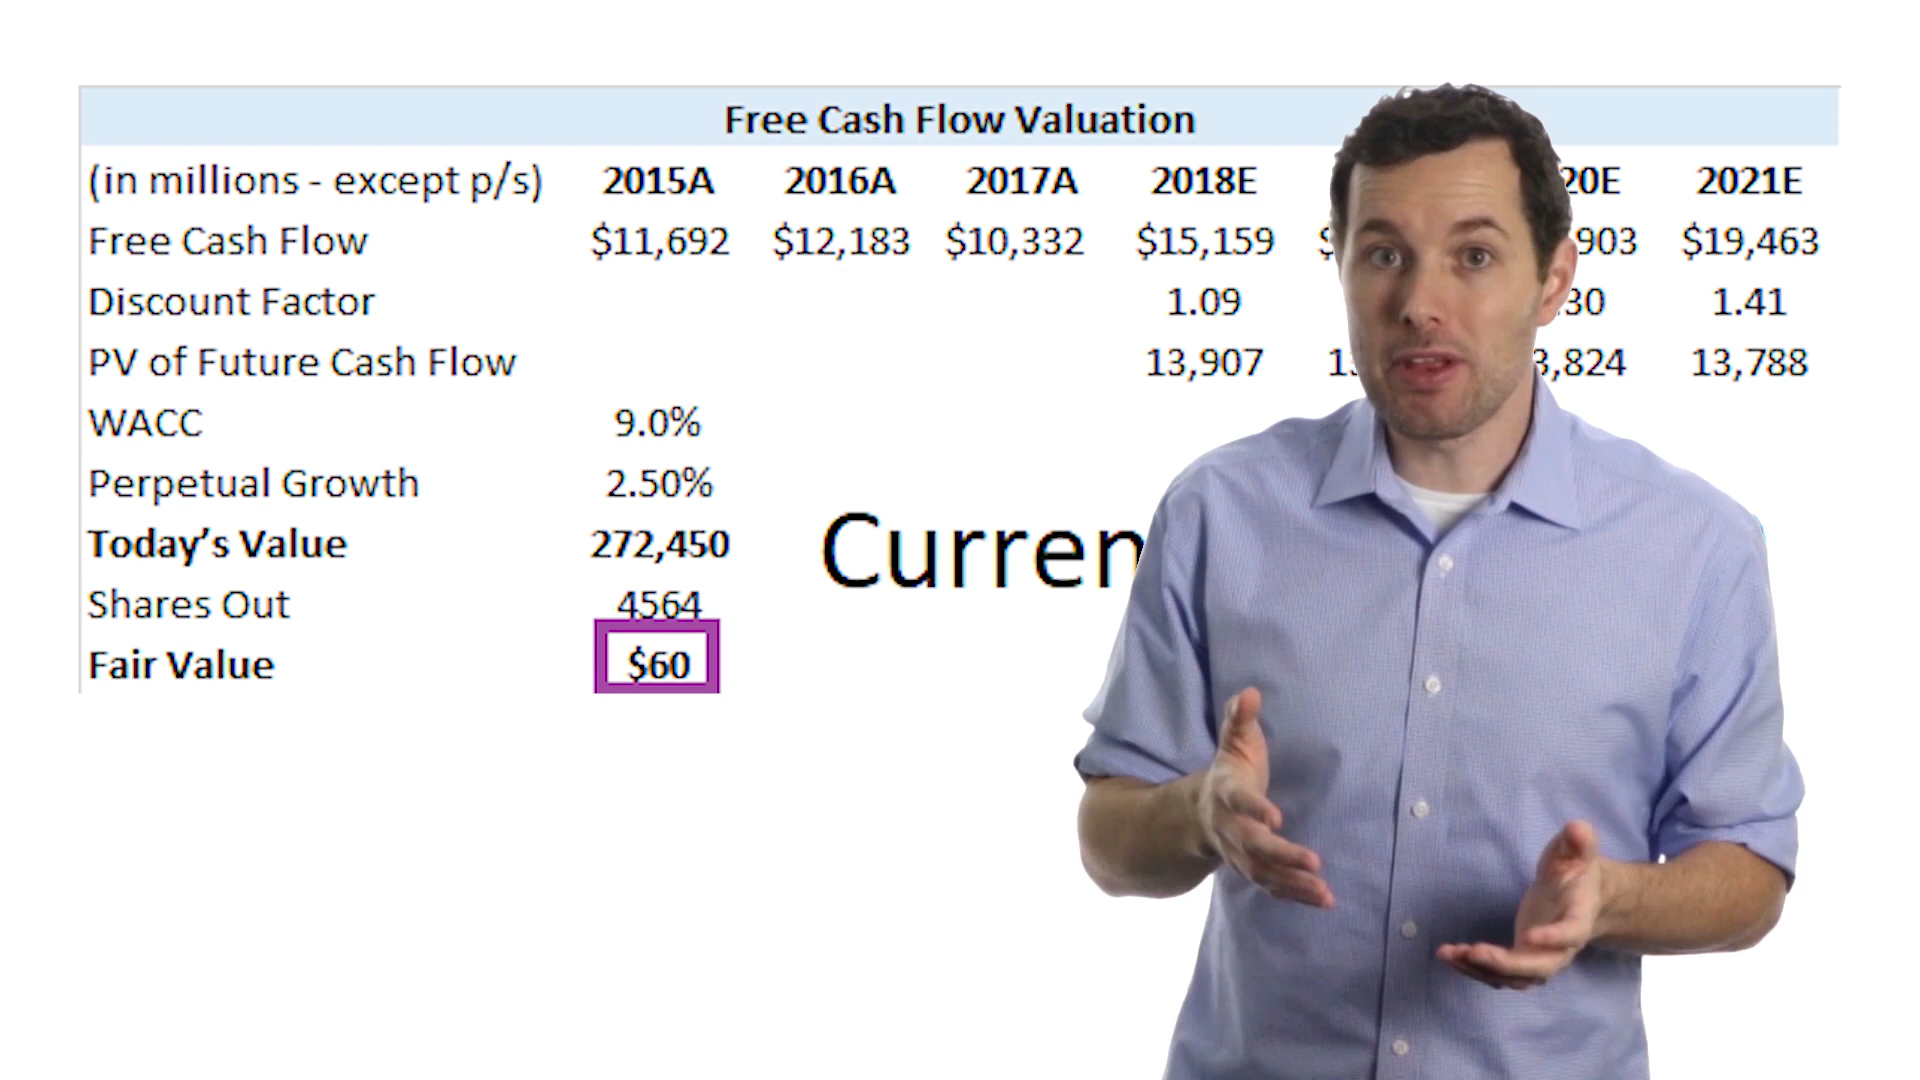 Free Cash Flow Valuation
(in millions - except p/s) 2015A 2016A 2017A 2018E 2021E
Free Cash Flow $11,692 $12,183 $10,332 $15,159 $19,463
Discount Factor 1.09 1.41
PV of Future Cash Flow 13,907 13,788
WACC 9.0%
Perpetual Growth 2.50%
Today’s Value 272,450
Shares Out 4564
Fair Value $60